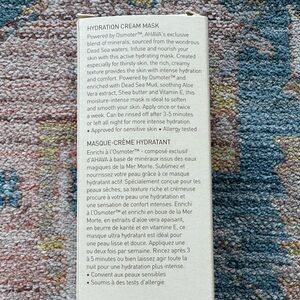 HYDRATION CREAM MASK
Powered by Osmoter™, AHAVA's exclusive
blend of minerals, sourced from the wondrous
Dead Sea waters. Infuse and nourish your
skin with this active hydrating mask. Created
especially for thirsty skin, the rich, creamy
texture provides the skin with intense hydration
and comfort. Powered by Osmoter™ and
enriched with Dead Sea Mud, soothing Aloe
Vera extract, Shea butter and Vitamin E, this
moisture-intense mask is ideal to soften
and smooth your skin. Apply once or twice
a week. Can be rinsed off after 3-5 minutes
or left all night for more intense hydration.
• Approved for sensitive skin • Allergy tested
MASQUE-CRÈME HYDRATANT
Enrichi à l'Osmoter™ - composé exclusif
d'AHAVA à base de minéraux issus des eaux
magiques de la Mer Morte. Sublimez et
nourrissez votre peau grâce à ce masque
hydratant actif. Spécialement conçu pour les
peaux sèches, sa texture riche et crémeuse
procure à la peau une hydratation intense et
une sensation de confort intenses. Enrichi
à l'Osmoter™ et enrichi en boue de la Mer
Morte, en extraits d'aloe vera apaisant,
en beurre de karité et en vitamine E, ce
masque ultra hydratant est idéal pour
une peau lisse et douce. Appliquez une
ou deux fois par semaine. Rincez après 3
à 5 minutes ou bien laissez agir toute la
nuit pour une hydratation plus intense.
• Convient aux peaux sensibles
• Soumis à des tests d'allergie